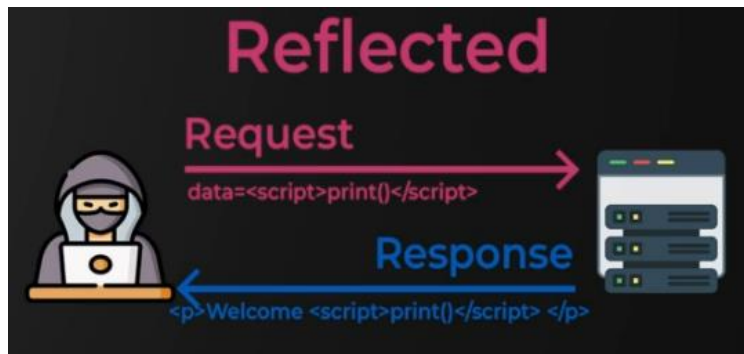 Reflected
Request
data=<script>print()</script>
Response
<p>Welcome <script>print()</script> </p>